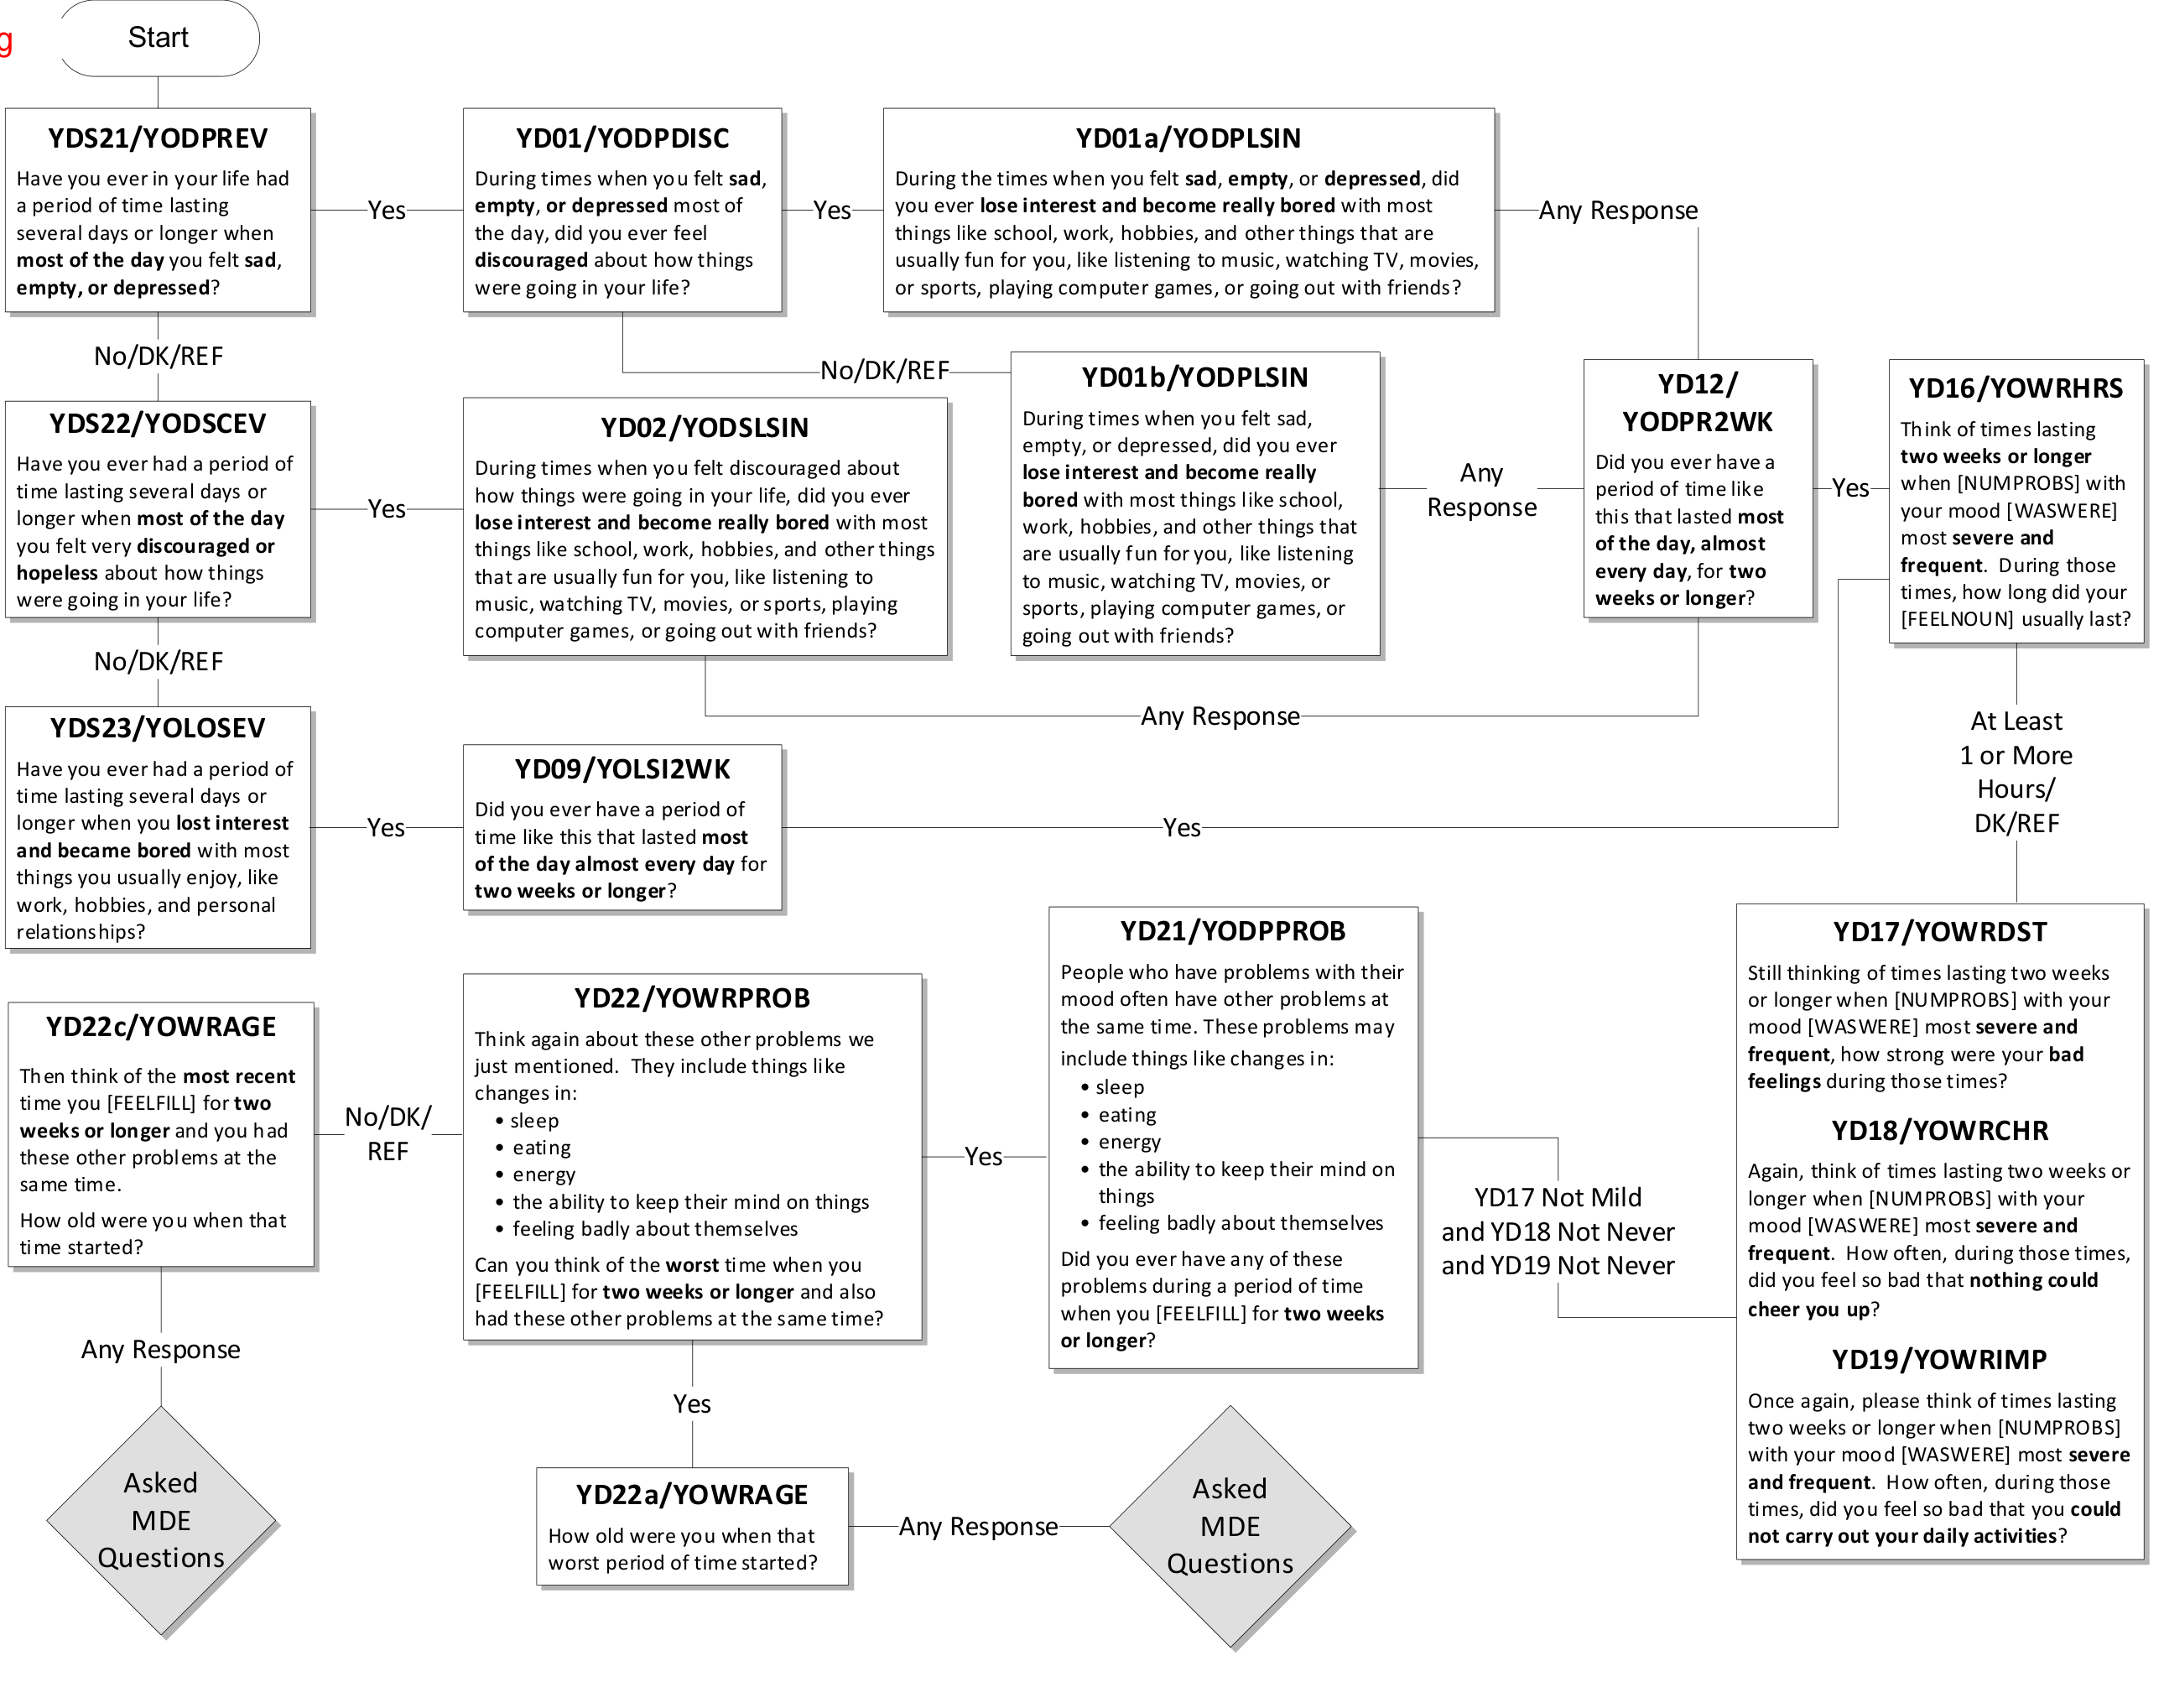 g
Start
YDS21/YODPREV
Have you ever in your life had
a period of time lasting
several days or longer when
most of the day you felt sad,
empty, or depressed?
Yes
YD01/YODPDISC
During times when you felt sad,
empty, or depressed most of
the day, did you ever feel
discouraged about how things
were going in your life?
Yes
YD01a/YODPLSIN
During the times when you felt sad, empty, or depressed, did
you ever lose interest and become really bored with most
things like school, work, hobbies, and other things that are
usually fun for you, like listening to music, watching TV, movies,
or sports, playing computer games, or going out with friends?
Any Response
No/DK/REF
No/DK/REF
YDS22/YODSCEV
Have you ever had a period of
time lasting several days or
longer when most of the day
you felt very discouraged or
hopeless about how things
were going in your life?
Yes
YD02/YODSLSIN
During times when you felt discouraged about
how things were going in your life, did you ever
lose interest and become really bored with most
things like school, work, hobbies, and other things
that are usually fun for you, like listening to
music, watching TV, movies, or sports, playing
computer games, or going out with friends?
YD01b/YODPLSIN
During times when you felt sad,
empty, or depressed, did you ever
lose interest and become really
bored with most things like school,
work, hobbies, and other things that
are usually fun for you, like listening
to music, watching TV, movies, or
sports, playing computer games, or
going out with friends?
Any
Response
YD12/
YODPR2WK
Did you ever have a
period of time like
this that lasted most
of the day, almost
every day, for two
weeks or longer?
Yes
YD16/YOWRHRS
Think of times lasting
two weeks or longer
when [NUMPROBS] with
your mood [WASWERE]
most severe and
frequent.  During those
times, how long did your
[FEELNOUN] usually last?
No/DK/REF
Any Response
At Least
1 or More
Hours/
DK/REF
YDS23/YOLOSEV
Have you ever had a period of
time lasting several days or
longer when you lost interest
and became bored with most
things you usually enjoy, like
work, hobbies, and personal
relationships?
Yes
YD09/YOLSI2WK
Did you ever have a period of
time like this that lasted most
of the day almost every day for
two weeks or longer?
Yes
YD17/YOWRDST
Still thinking of times lasting two weeks
or longer when [NUMPROBS] with your
mood [WASWERE] most severe and
frequent, how strong were your bad
feelings during those times?
YD18/YOWRCHR
Again, think of times lasting two weeks or
longer when [NUMPROBS] with your
mood [WASWERE] most severe and
frequent.  How often, during those times,
did you feel so bad that nothing could
cheer you up?
YD19/YOWRIMP
Once again, please think of times lasting
two weeks or longer when [NUMPROBS]
with your mood [WASWERE] most severe
and frequent.  How often, during those
times, did you feel so bad that you could
not carry out your daily activities?
YD17 Not Mild
and YD18 Not Never
and YD19 Not Never
YD21/YODPPROB
People who have problems with their
mood often have other problems at
the same time. These problems may
include things like changes in:
• sleep
• eating
• energy
• the ability to keep their mind on
things
• feeling badly about themselves
Did you ever have any of these
problems during a period of time
when you [FEELFILL] for two weeks
or longer?
Yes
YD22/YOWRPROB
Think again about these other problems we
just mentioned.  They include things like
changes in:
• sleep
• eating
• energy
• the ability to keep their mind on things
• feeling badly about themselves
Can you think of the worst time when you
[FEELFILL] for two weeks or longer and also
had these other problems at the same time?
No/DK/
REF
YD22c/YOWRAGE
Then think of the most recent
time you [FEELFILL] for two
weeks or longer and you had
these other problems at the
same time.
How old were you when that
time started?
Any Response
Asked
MDE
Questions
Yes
YD22a/YOWRAGE
How old were you when that
worst period of time started?
Any Response
Asked
MDE
Questions